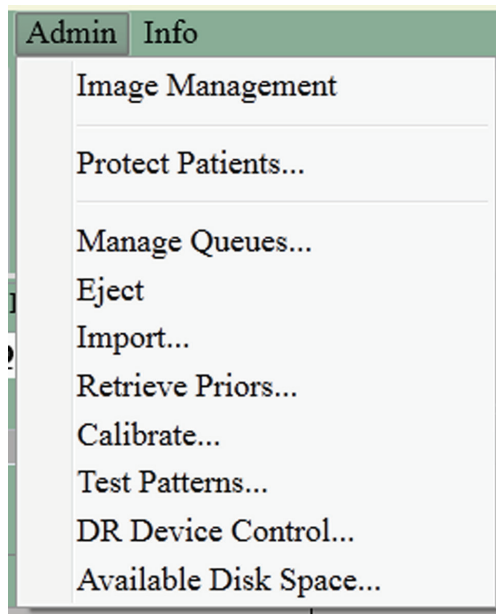 Admin Info
Image Management
Protect Patients...
Manage Queues...
Eject
Import...
Retrieve Priors...
Calibrate...
Test Patterns...
DR Device Control...
Available Disk Space...